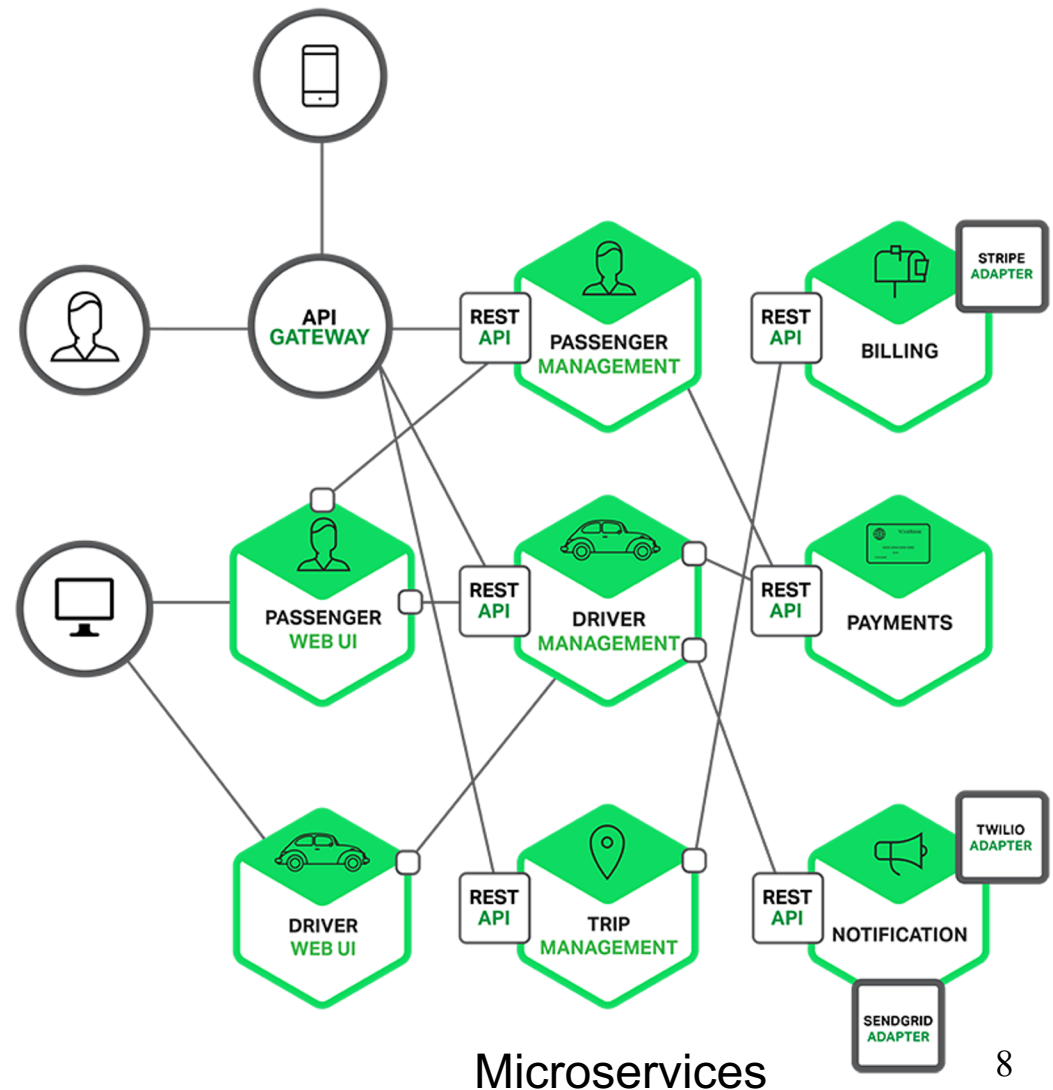 API
GATEWAY
REST
API
PASSENGER
MANAGEMENT
REST
API
BILLING
STRIPE
ADAPTER
PASSENGER
WEB UI
REST
API
DRIVER
MANAGEMENT
REST
API
PAYMENTS
DRIVER
WEB UI
REST
API
TRIP
MANAGEMENT
REST
API
NOTIFICATION
TWILIO
ADAPTER
SENDGRID
ADAPTER
Microservices
8